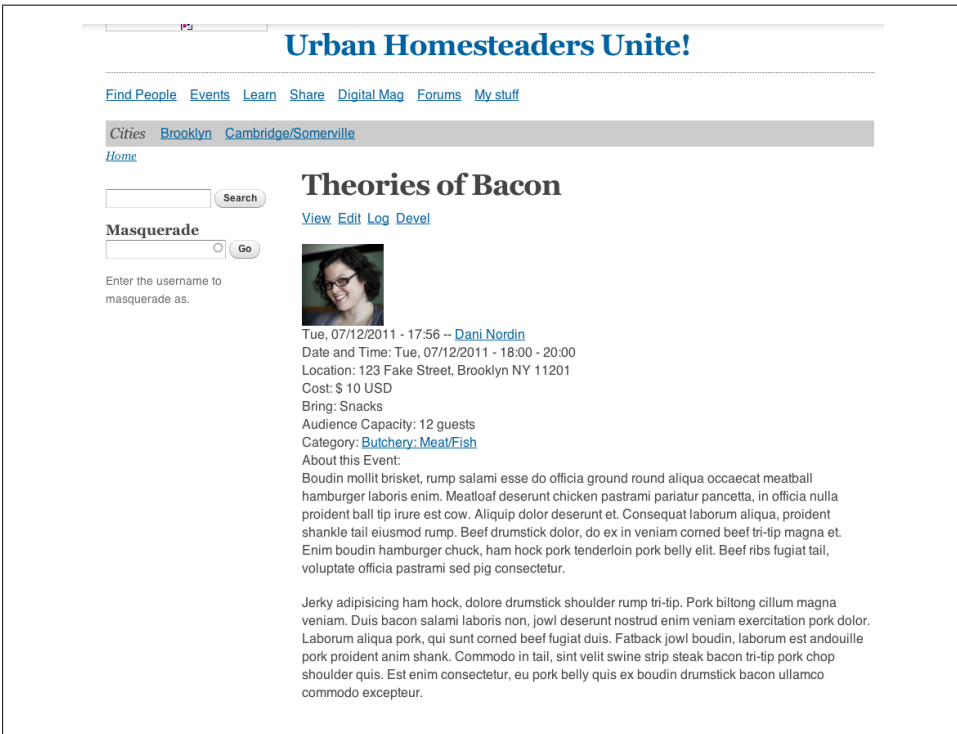 Urban Homesteaders Unite!
Find People Events Learn Share Digital Mag Forums My stuff
Cities Brooklyn Cambridge/Somerville
Home
Search
Masquerade
Go
Enter the username to
masquerade as.
Theories of Bacon
View Edit Log Devel
Tue, 07/12/2011 - 17:56 -- Dani Nordin
Date and Time: Tue, 07/12/2011 - 18:00 - 20:00
Location: 123 Fake Street, Brooklyn NY 11201
Cost: $ 10 USD
Bring: Snacks
Audience Capacity: 12 guests
Category: Butchery: Meat/Fish
About this Event:
Boudin mollit brisket, rump salami esse do officia ground round aliqua occaecat meatball
hamburger laboris enim. Meatloaf deserunt chicken pastrami pariatur pancetta, in officia nulla
proident ball tip irure est cow. Aliquip dolor deserunt et. Consequat laborum aliqua, proident
shankle tail eiusmod rump. Beef drumstick dolor, do ex in veniam corned beef tri-tip magna et.
Enim boudin hamburger chuck, ham hock pork tenderloin pork belly elit. Beef ribs fugiat tail,
voluptate officia pastrami sed pig consectetur.
Jerky adipisicing ham hock, dolore drumstick shoulder rump tri-tip. Pork biltong cillum magna
veniam. Duis bacon salami laboris non, jowl deserunt nostrud enim veniam exercitation pork dolor.
Laborum aliqua pork, qui sunt corned beef fugiat duis. Fatback jowl boudin, laborum est andouille
pork proident anim shank. Commodo in tail, sint velit swine strip steak bacon tri-tip pork chop
shoulder quis. Est enim consectetur, eu pork belly quis ex boudin drumstick bacon ullamco
commodo excepteur.